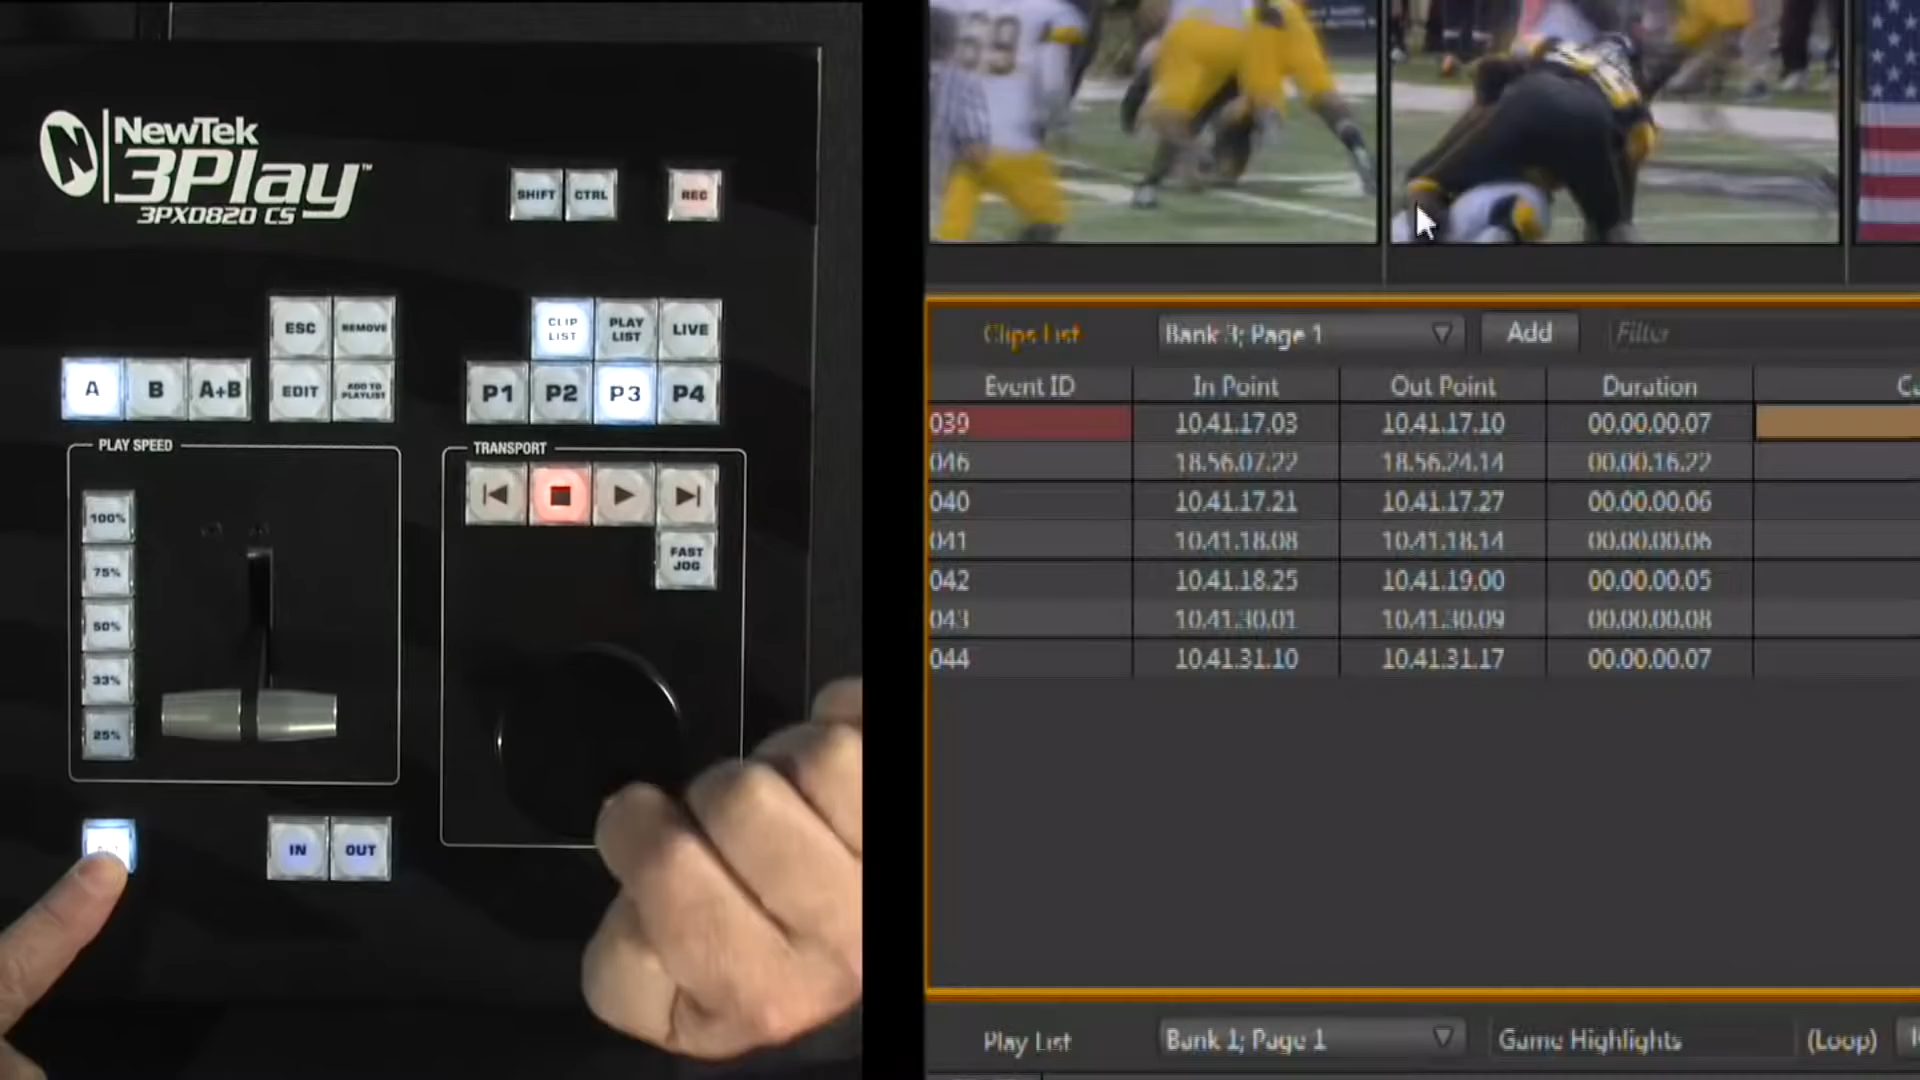 NewTek
3Play™
3PXD820 CS
SHIFT CTRL REC
ESC REMOVE
CLIP LIST PLAY LIST LIVE
A B A+B EDIT ADD TO PLAYLIST
P1 P2 P3 P4
PLAY SPEED
TRANSPORT
100%
75%
50%
33%
25%
FAST JOG
IN OUT
69
Clips List Bank 3; Page 1 Add Filter
Event ID In Point Out Point Duration
039 10.41.17.03 10.41.17.10 00.00.00.07
046 18.56.07.22 18.56.24.14 00.00.16.22
040 10.41.17.21 10.41.17.27 00.00.00.06
041 10.41.18.08 10.41.18.14 00.00.00.06
042 10.41.18.25 10.41.19.00 00.00.00.05
043 10.41.30.01 10.41.30.09 00.00.00.08
044 10.41.31.10 10.41.31.17 00.00.00.07
Play List Bank 1; Page 1 Game Highlights (Loop)